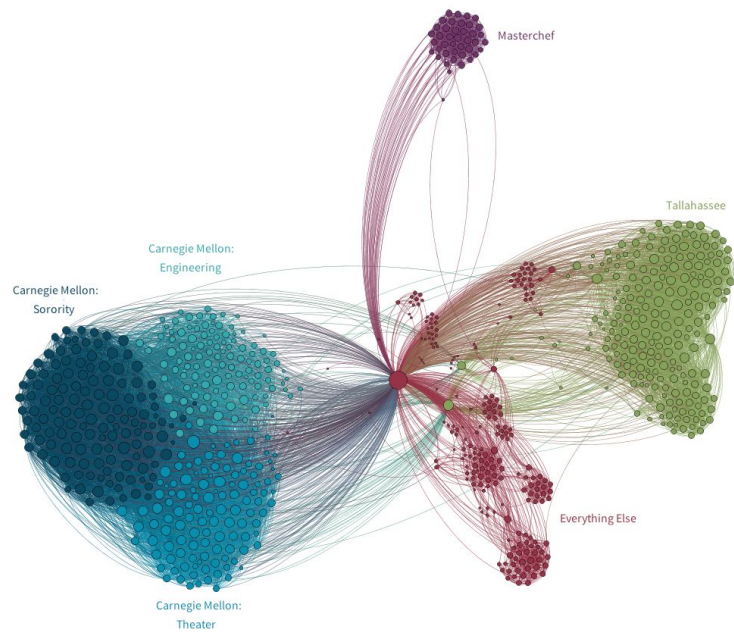 Masterchef
Tallahassee
Carnegie Mellon:
Engineering
Carnegie Mellon:
Sorority
Everything Else
Carnegie Mellon:
Theater